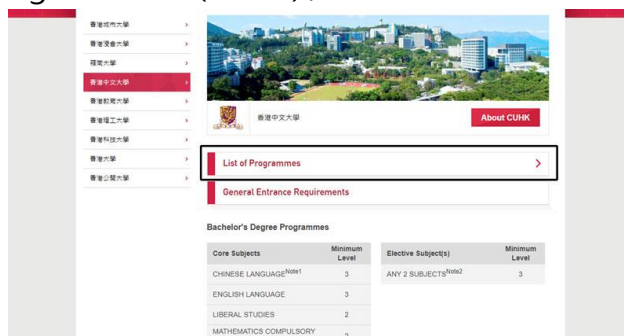 香港城市大學
香港浸會大學
嶺南大學
香港中文大學
香港教育大學
香港理工大學
香港科技大學
香港大學
香港公開大學
香港中文大學
About CUHK
List of Programmes
General Entrance Requirements
Bachelor's Degree Programmes
Core Subjects Minimum Level
CHINESE LANGUAGE Note1 3
ENGLISH LANGUAGE 3
LIBERAL STUDIES 2
MATHEMATICS COMPULSORY
Elective Subject(s) Minimum Level
ANY 2 SUBJECTS Note2 3